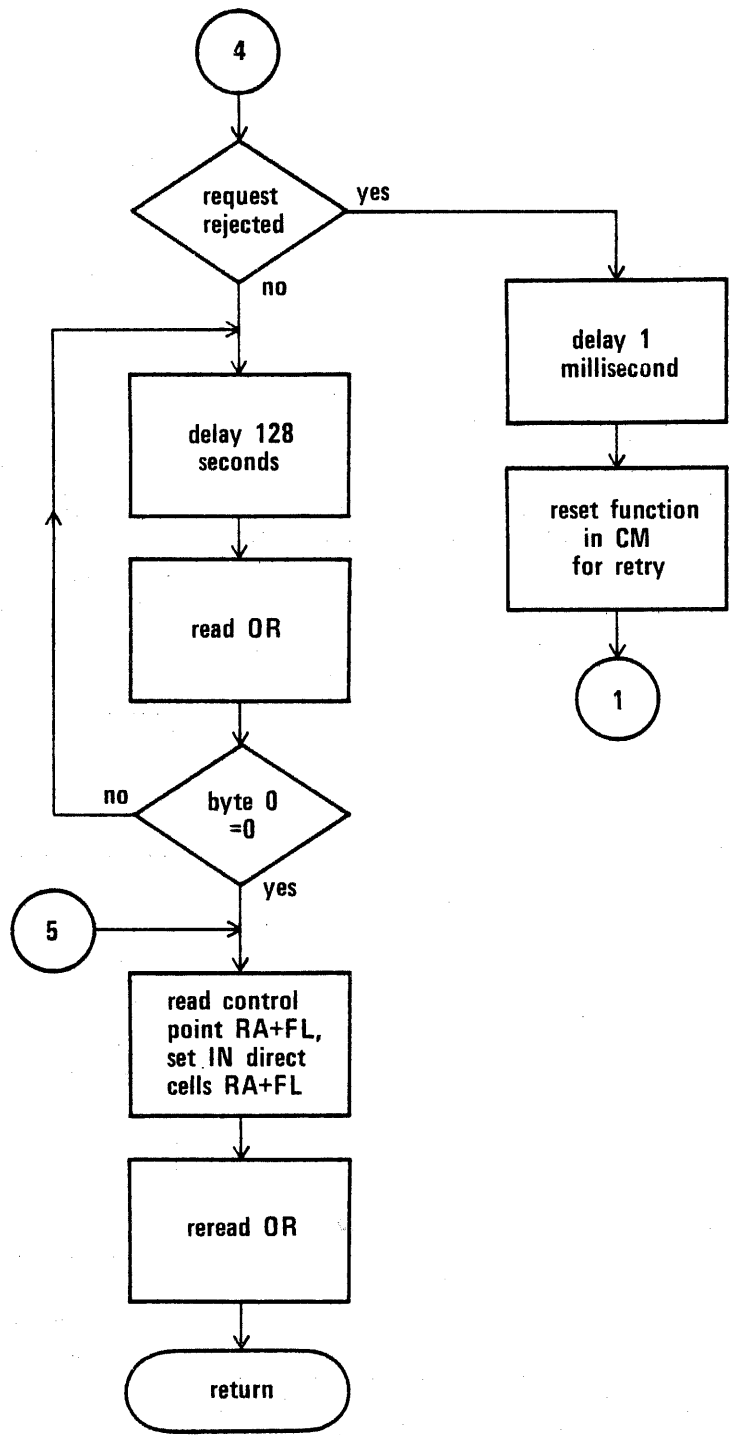 4
request
rejected
yes
no
delay 1
millisecond
delay 128
seconds
reset function
in CM
for retry
read OR
1
no
byte 0
=0
yes
5
read control
point RA+FL,
set IN direct
cells RA+FL
reread OR
return